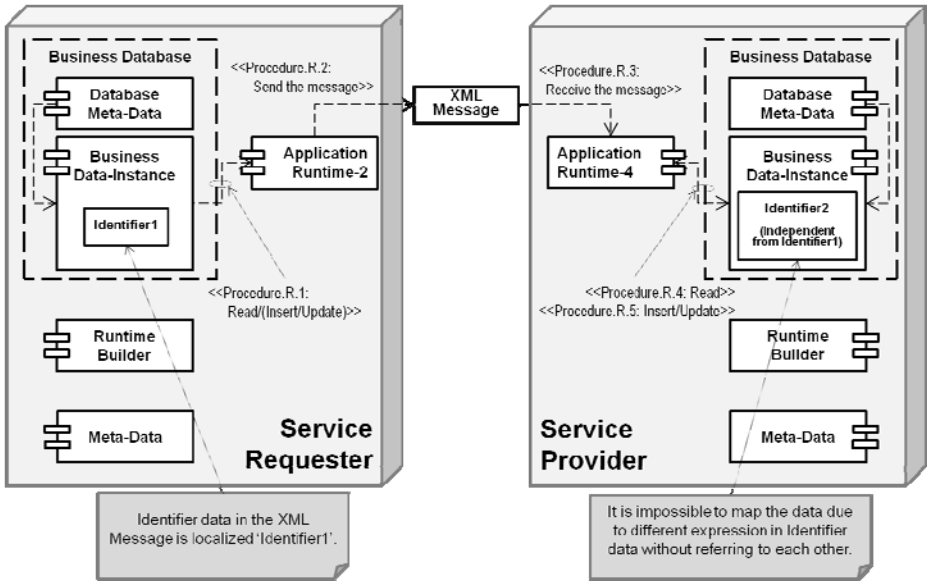 Business Database
Database
Meta-Data
Business
Data-Instance
Identifier1
<<Procedure.R.2:
Send the message>>
Application
Runtime-2
<<Procedure.R.1:
Read/(Insert/Update)>>
Runtime
Builder
Meta-Data
Service
Requester
XML
Message
<<Procedure.R.3:
Receive the message>>
Application
Runtime-4
Business Database
Database
Meta-Data
Business
Data-Instance
Identifier2
(Independent
from Identifier1)
<<Procedure.R.4: Read>>
<<Procedure.R.5: Insert/Update>>
Runtime
Builder
Meta-Data
Service
Provider
Identifier data in the XML
Message is localized 'Identifier1'.
It is impossible to map the data due
to different expression in Identifier
data without referring to each other.